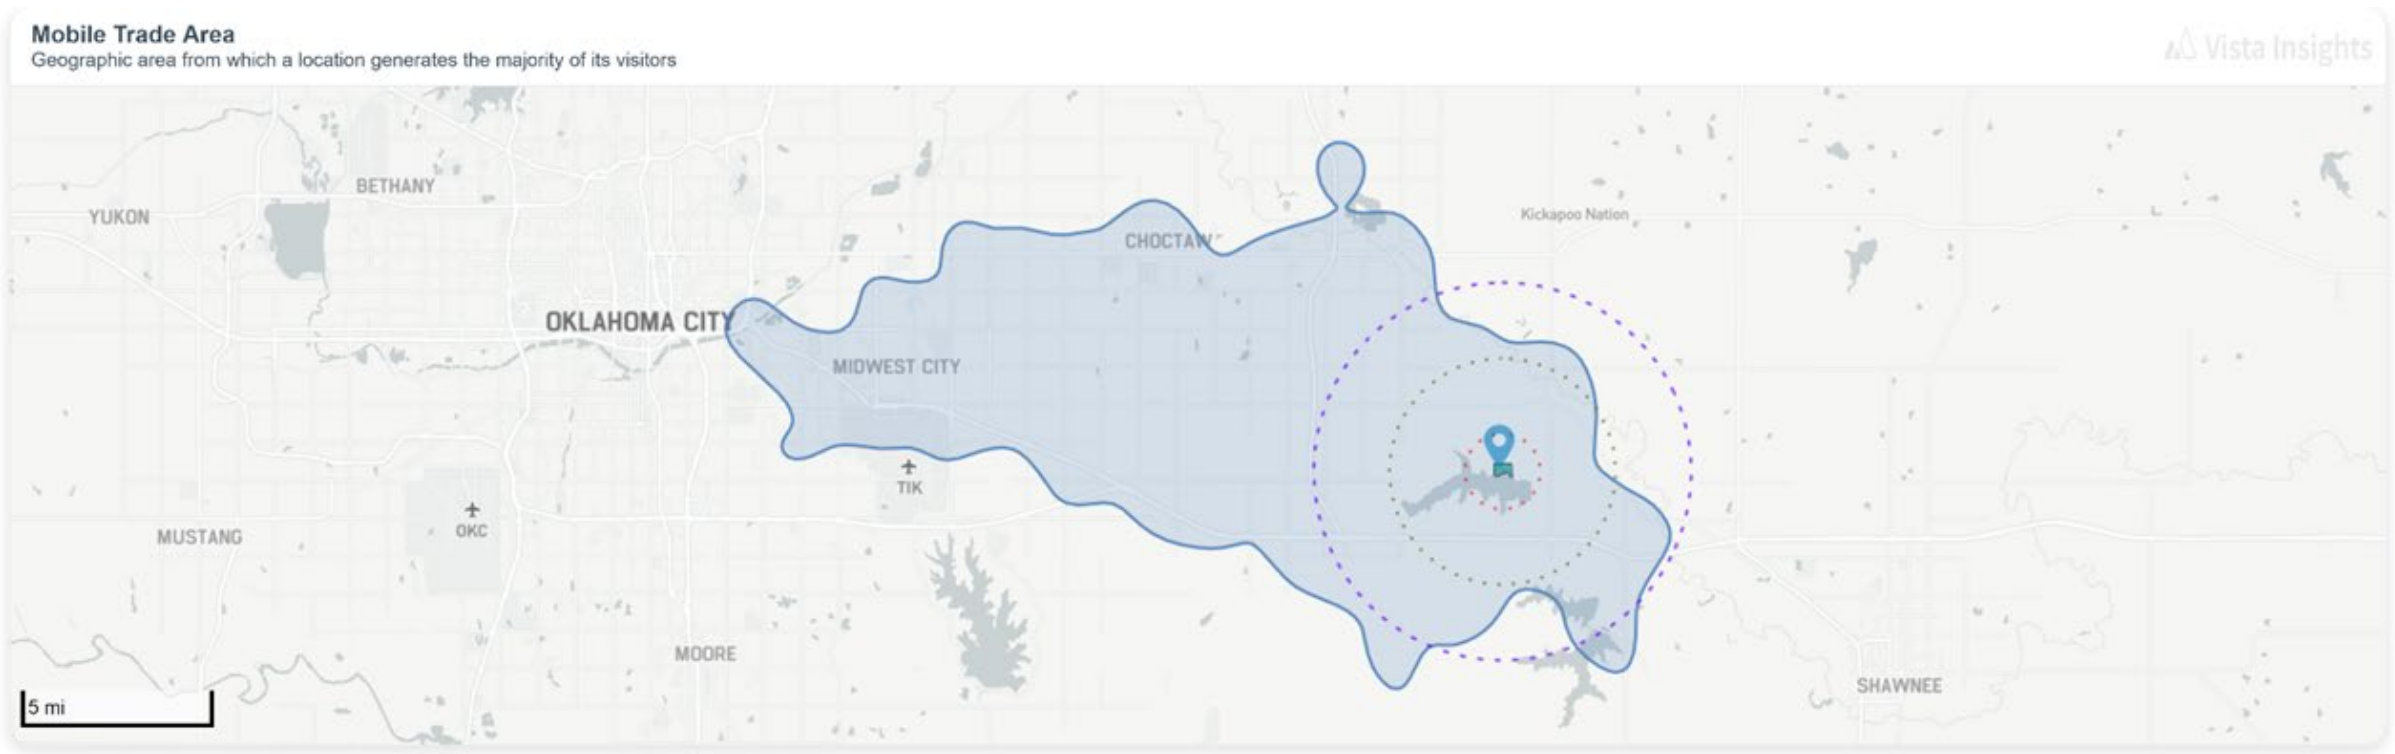 Mobile Trade Area
Geographic area from which a location generates the majority of its visitors
Vista Insights
BETHANY
YUKON
Kickapoo Nation
CHOCTAW
OKLAHOMA CITY
MIDWEST CITY
TIK
OKC
MUSTANG
MOORE
SHAWNEE
5 mi